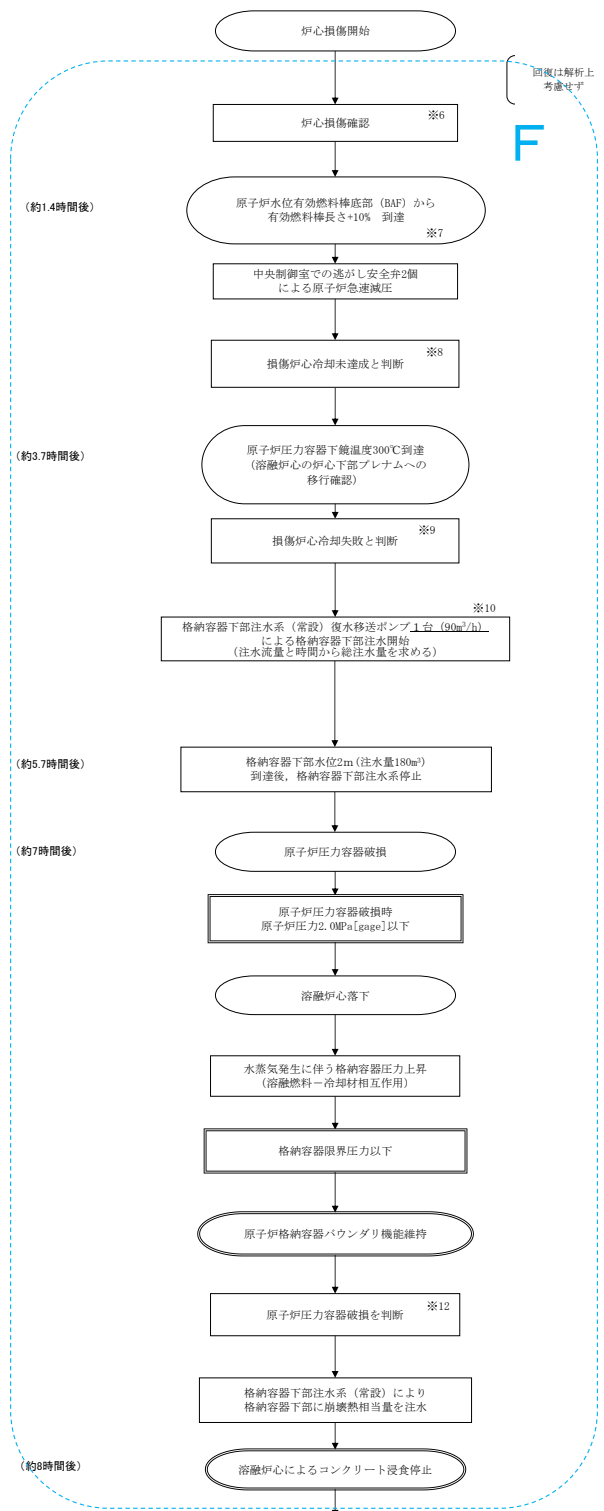 炉心損傷開始
回復は解析上
考慮せず
F
炉心損傷確認
※6
(約1.4時間後)
原子炉水位有効燃料棒底部（BAF）から
有効燃料棒長さ+10%　到達
※7
中央制御室での逃がし安全弁2個
による原子炉急速減圧
※8
損傷炉心冷却未達成と判断
(約3.7時間後)
原子炉圧力容器下鏡温度300℃到達
（溶融炉心の炉心下部プレナムへの
移行確認）
※9
損傷炉心冷却失敗と判断
※10
格納容器下部注水系（常設）復水移送ポンプ１台（90m³/h）
による格納容器下部注水開始
（注水流量と時間から総注水量を求める）
(約5.7時間後)
格納容器下部水位2m(注水量180m³)
到達後，格納容器下部注水系停止
(約7時間後)
原子炉圧力容器破損
原子炉圧力容器破損時
原子炉圧力2.0MPa[gage]以下
溶融炉心落下
水蒸気発生に伴う格納容器圧力上昇
（溶融燃料－冷却材相互作用）
格納容器限界圧力以下
原子炉格納容器バウンダリ機能維持
※12
原子炉圧力容器破損を判断
格納容器下部注水系（常設）により
格納容器下部に崩壊熱相当量を注水
(約8時間後)
溶融炉心によるコンクリート浸食停止